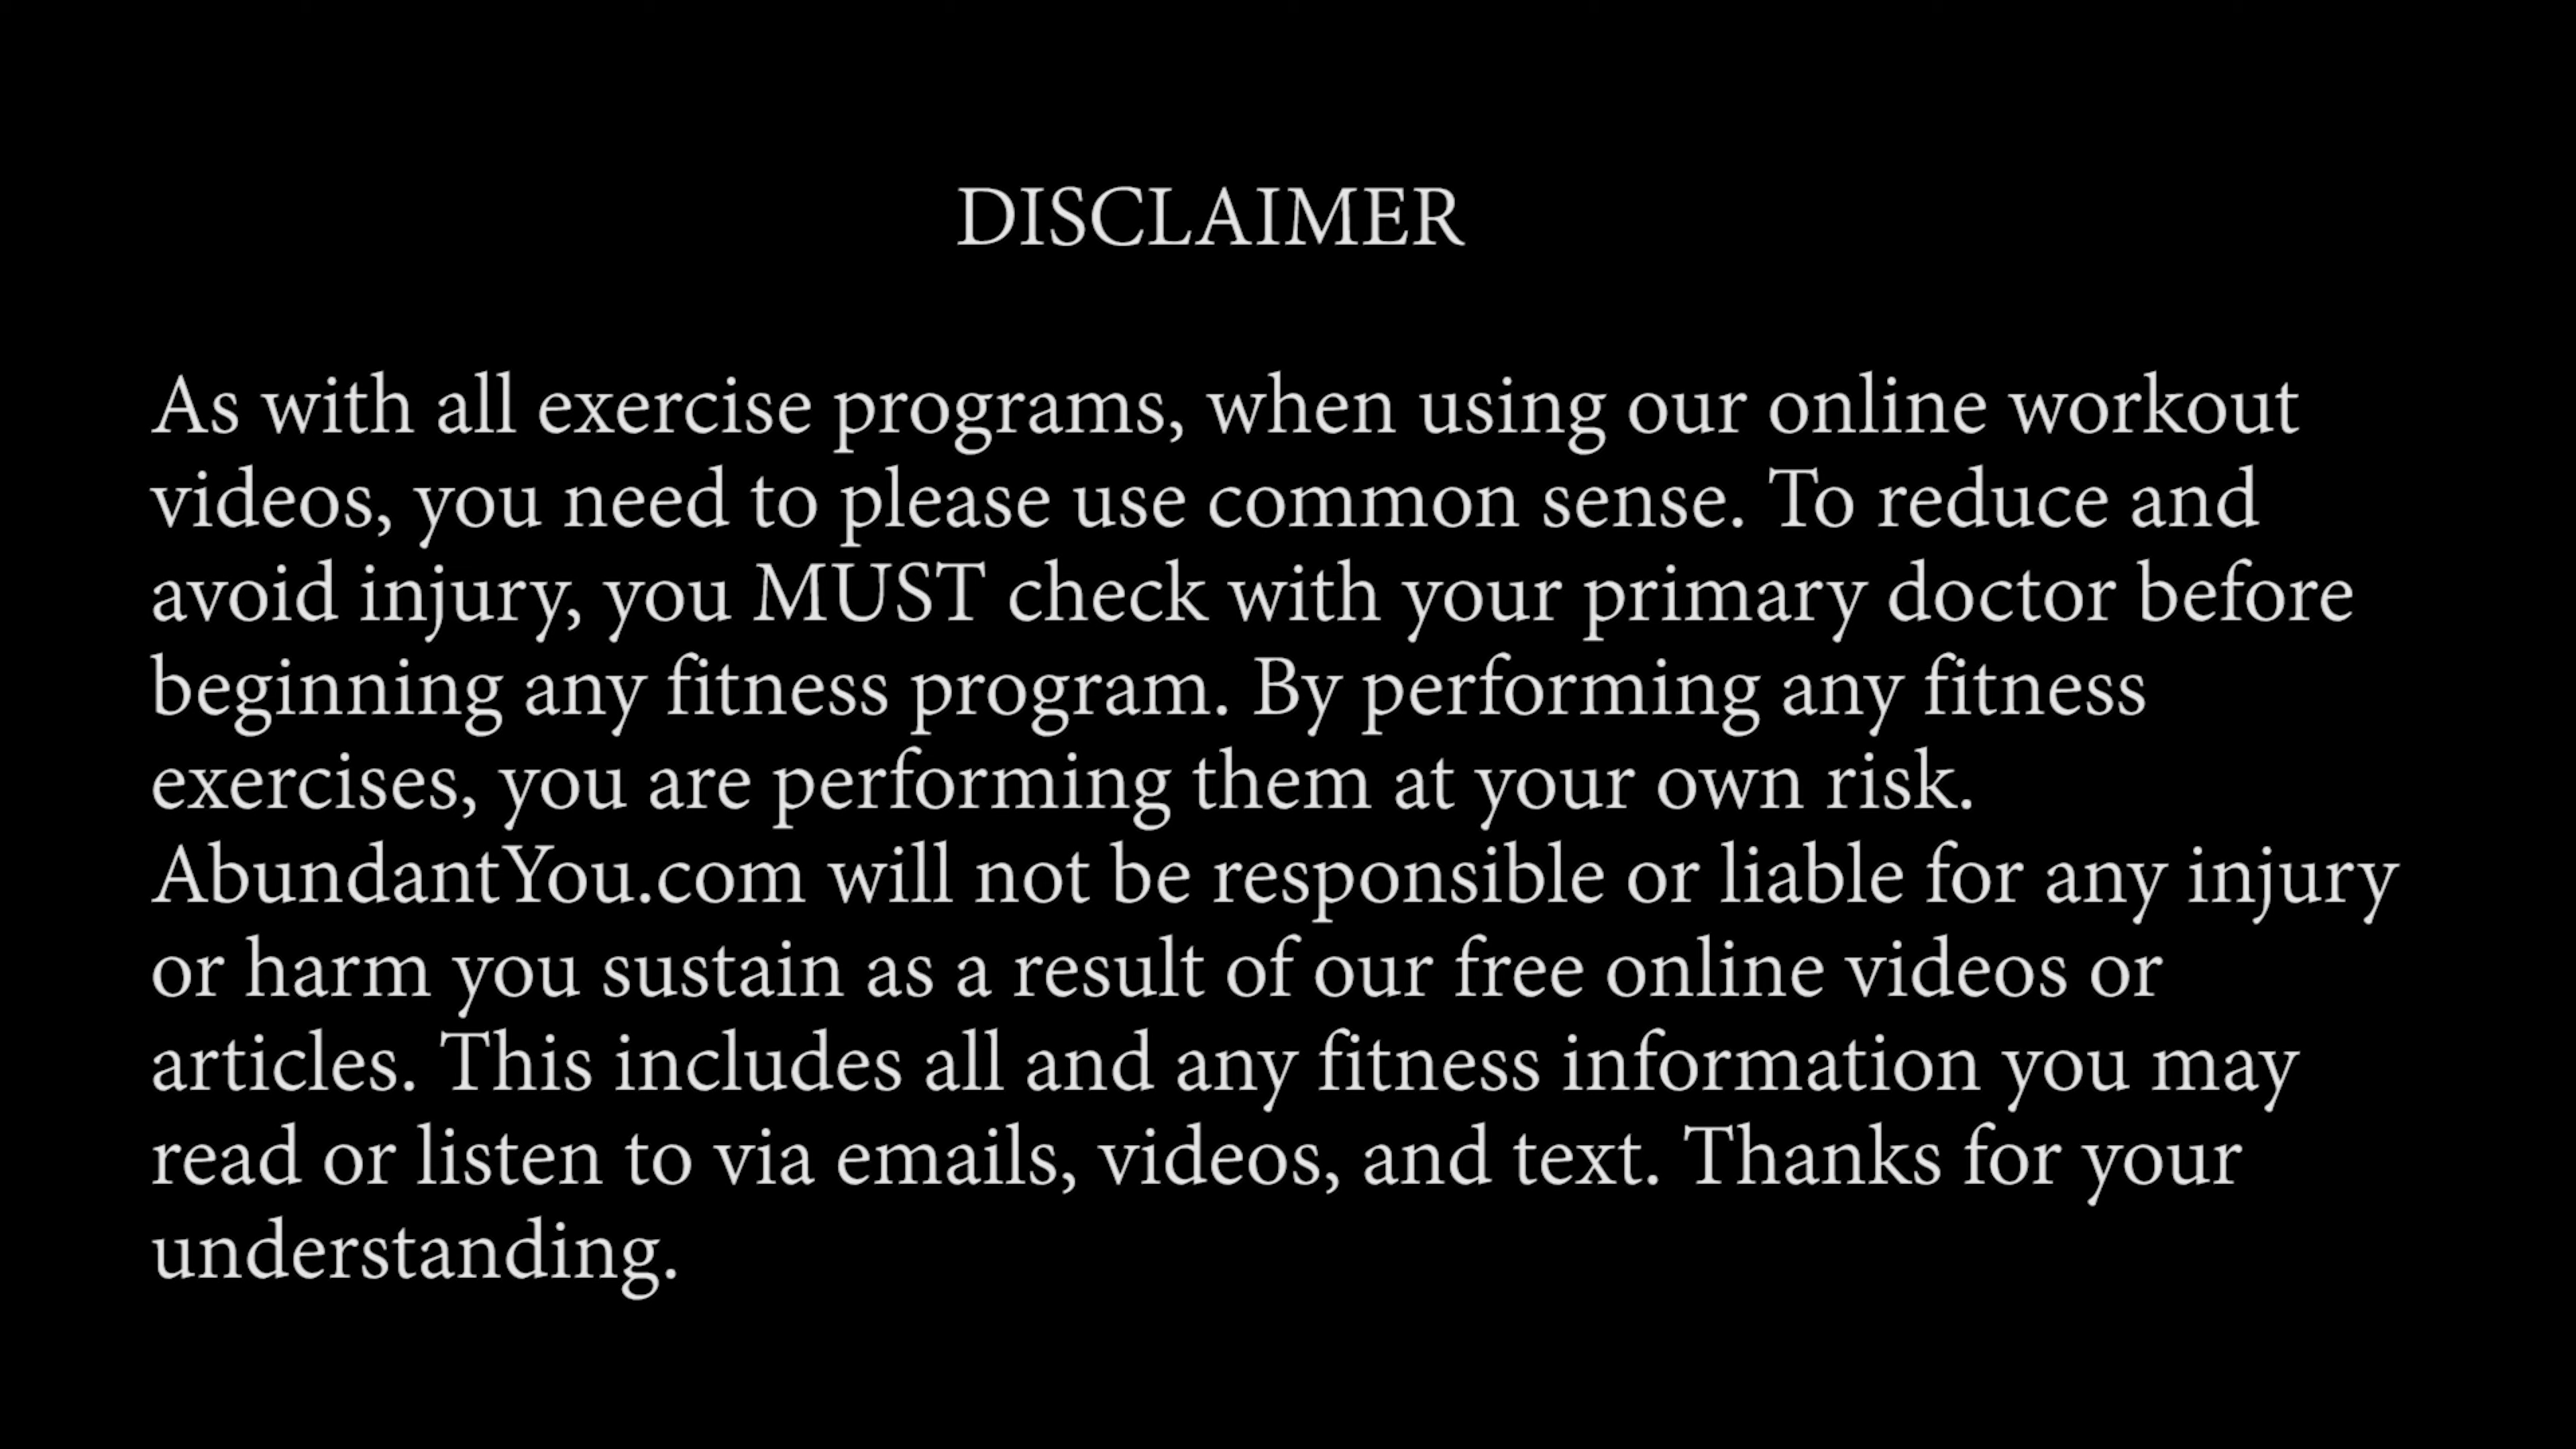 DISCLAIMER
As with all exercise programs, when using our online workout
videos, you need to please use common sense. To reduce and
avoid injury, you MUST check with your primary doctor before
beginning any fitness program. By performing any fitness
exercises, you are performing them at your own risk.
AbundantYou.com will not be responsible or liable for any injury
or harm you sustain as a result of our free online videos or
articles. This includes all and any fitness information you may
read or listen to via emails, videos, and text. Thanks for your
understanding.